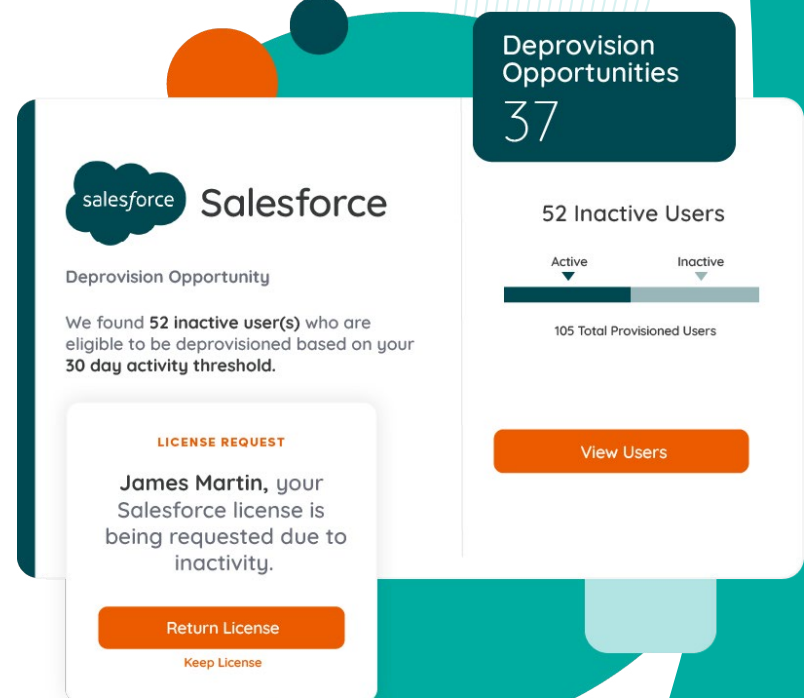 Deprovision
Opportunities
37
salesforce
Salesforce
Deprovision Opportunity
We found 52 inactive user(s) who are
eligible to be deprovisioned based on your
30 day activity threshold.
52 Inactive Users
Active
Inactive
105 Total Provisioned Users
View Users
LICENSE REQUEST
James Martin, your
Salesforce license is
being requested due to
inactivity.
Return License
Keep License